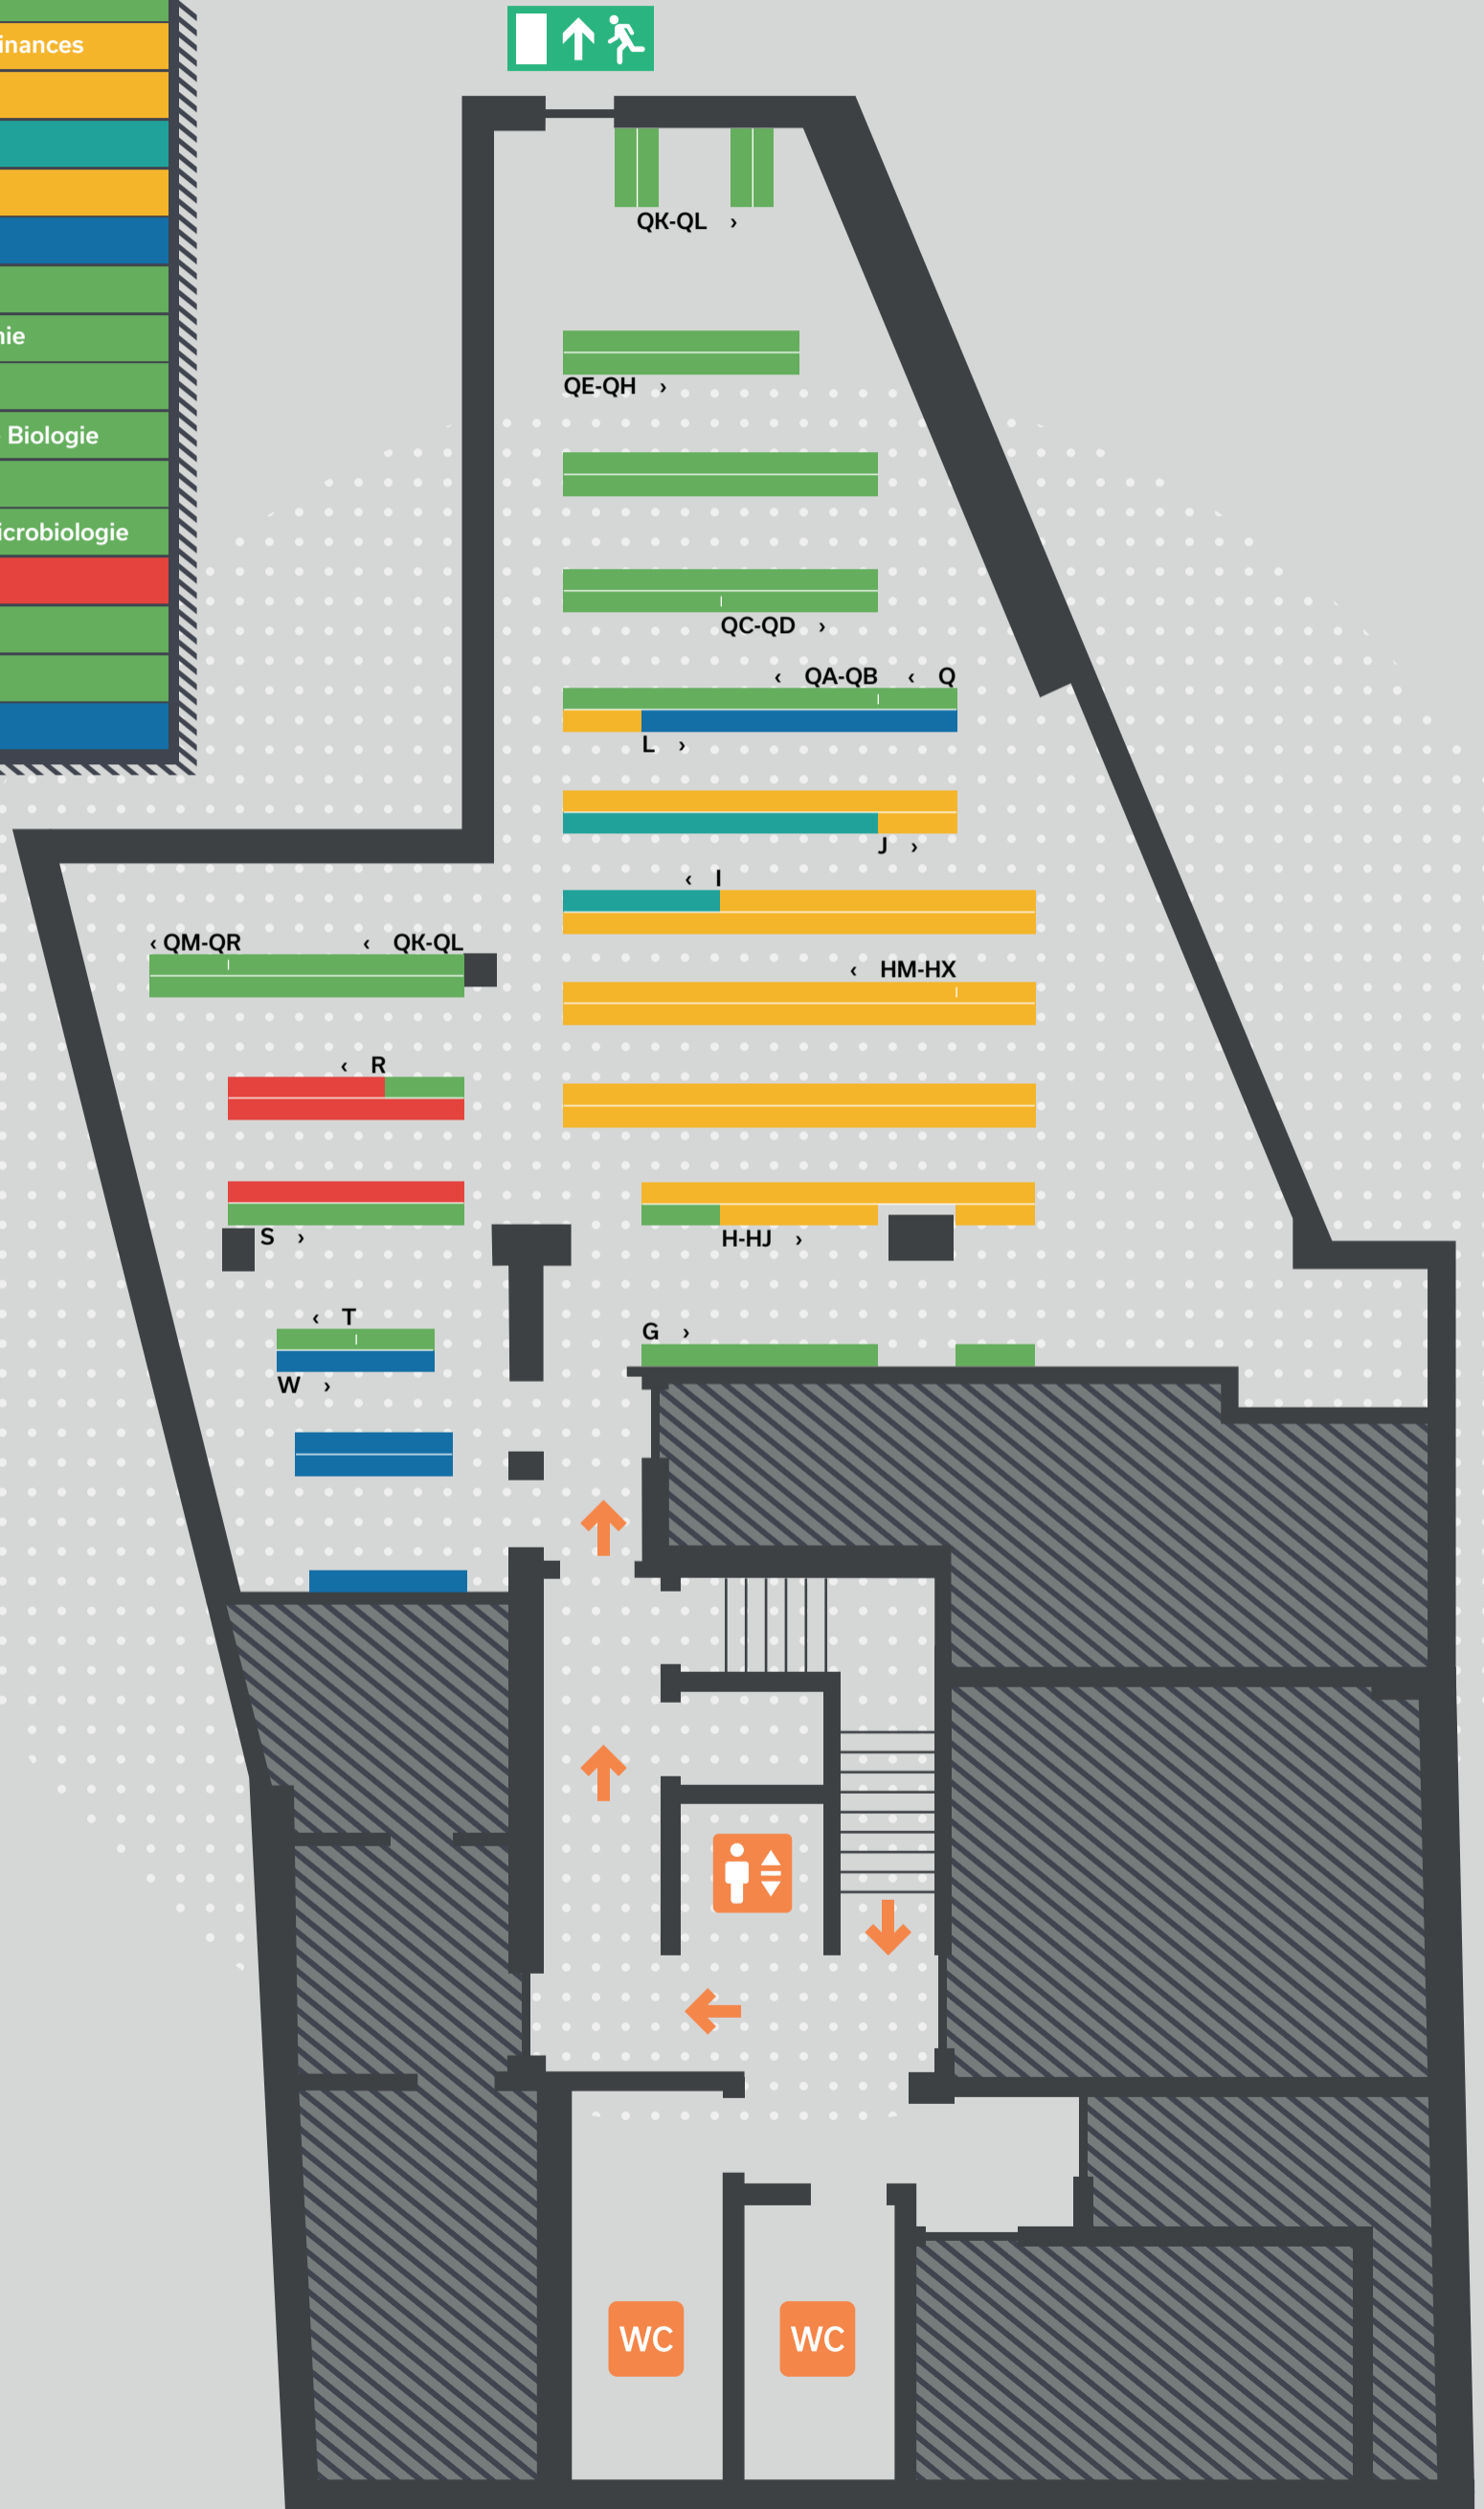 inances
nie
Biologie
icrobiologie
QK-QL ›
QE-QH ›
QC-QD ›
‹ QA-QB ‹ Q
L ›
J ›
‹ I
‹ QM-QR ‹ QK-QL
‹ HM-HX
‹ R
S ›
H-HJ ›
‹ T
G ›
W ›
WC WC